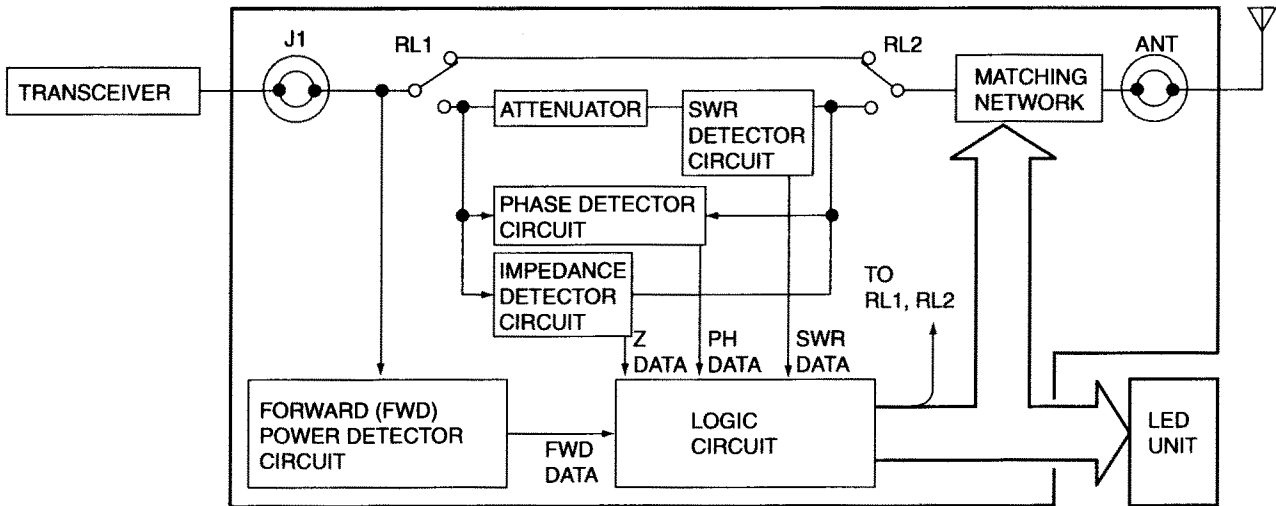 J1
RL1
RL2
ANT
TRANSCEIVER
ATTENUATOR
SWR
DETECTOR
CIRCUIT
MATCHING
NETWORK
PHASE DETECTOR
CIRCUIT
IMPEDANCE
DETECTOR
CIRCUIT
TO
RL1, RL2
Z
DATA
PH
DATA
SWR
DATA
FORWARD (FWD)
POWER DETECTOR
CIRCUIT
FWD
DATA
LOGIC
CIRCUIT
LED
UNIT